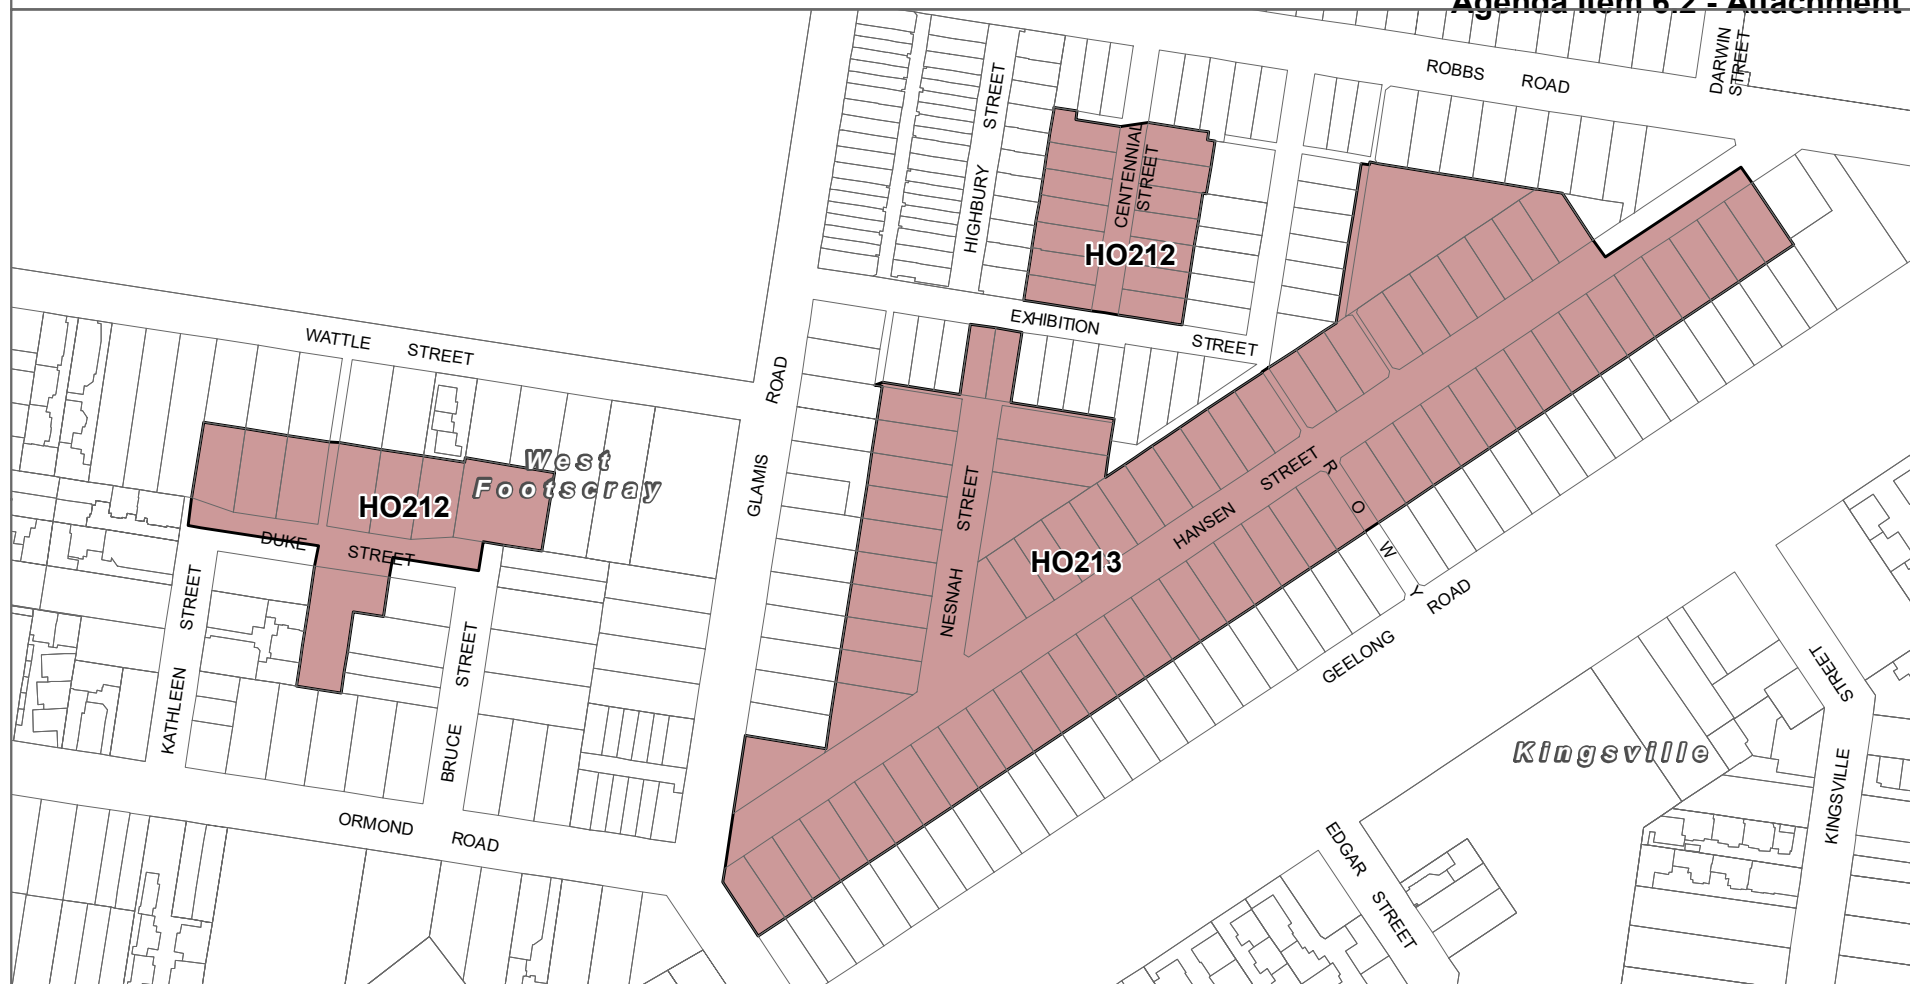 Agenda Item 6.2 - Attachment
DARWIN
STREET
ROBBS ROAD
HIGHBURY STREET
CENTENNIAL
STREET
HO212
EXHIBITION STREET
WATTLE STREET
GLAMIS ROAD
West
Footscray
HO212
DUKE STREET
NESNAH STREET
HANSEN STREET
R O W Y
HO213
GEELONG ROAD
KATHLEEN STREET
BRUCE STREET
ORMOND ROAD
Kingsville
KINGSVILLE STREET
EDGAR STREET